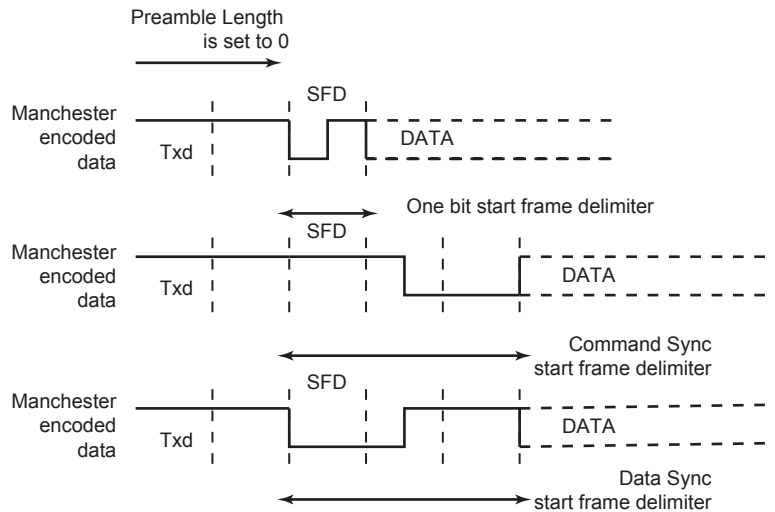 Preamble Length
is set to 0
SFD
Manchester
encoded
data
Txd
DATA
One bit start frame delimiter
SFD
Manchester
encoded
data
Txd
DATA
Command Sync
start frame delimiter
SFD
Manchester
encoded
data
Txd
DATA
Data Sync
start frame delimiter